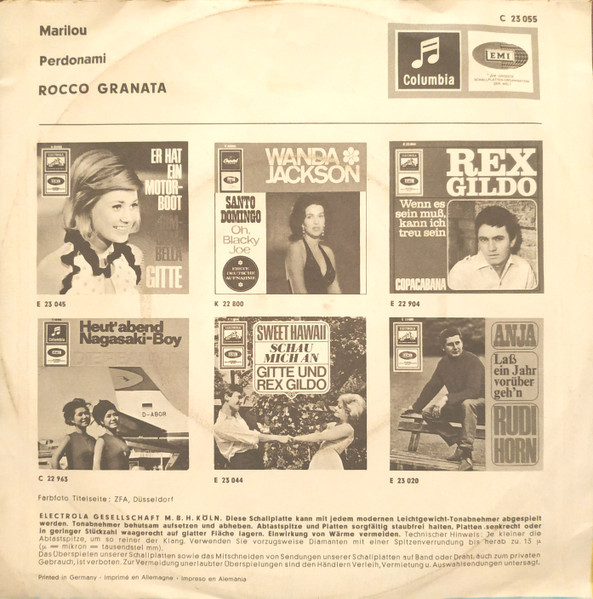 C 23 055
Marilou
Perdonami
ROCCO GRANATA
Columbia
EMI
ER HAT
EIN
MOTOR-
BOOT
BELLA
GITTE
E 23 045
WANDA
JACKSON
SANTO
DOMINGO
Oh,
Blacky
Joe
ERSTE
DEUTSCHE
AUFNAHME
K 22 800
REX
GILDO
Wenn es
sein muß,
kann ich
treu sein
COPACABANA
E 22 904
Heut' abend
Nagasaki-Boy
D-ABOR
C 22 963
SWEET HAWAII
SCHAU
MICH AN
GITTE UND
REX GILDO
E 23 044
ANJA
Laß
ein Jahr
vorüber
geh'n
RUDI
HORN
E 23 020
Farbfoto Titelseite: ZFA, Düsseldorf
ELECTROLA GESELLSCHAFT M. B. H. KÖLN. Diese Schallplatte kann mit jedem modernen Leichtgewicht-Tonabnehmer abgespielt
werden. Tonabnehmer behutsam aufsetzen und abheben. Abtastspitze und Platten sorgfältig staubfrei halten. Platten senkrecht oder
in geringer Stückzahl waagerecht auf glatter Fläche lagern. Einwirkung von Wärme vermeiden. Technischer Hinweis: Je kleiner die
Abtastspitze, um so reiner der Klang. Verwenden Sie vorzugsweise Diamanten mit einer Spitzenverrundung bis herab zu 13 µ
(µ = mikron = tausendstel mm).
Das Überspielen unserer Schallplatten sowie das Mitschneiden von Sendungen unserer Schallplatten auf Band oder Draht, auch zum privaten
Gebrauch, ist verboten. Zur Vermeidung unerlaubter Überspielungen sind den Händlern Verleih, Vermietung u. Auswahlsendungen untersagt.
Printed in Germany - Imprimé en Allemagne - Impreso en Alemania